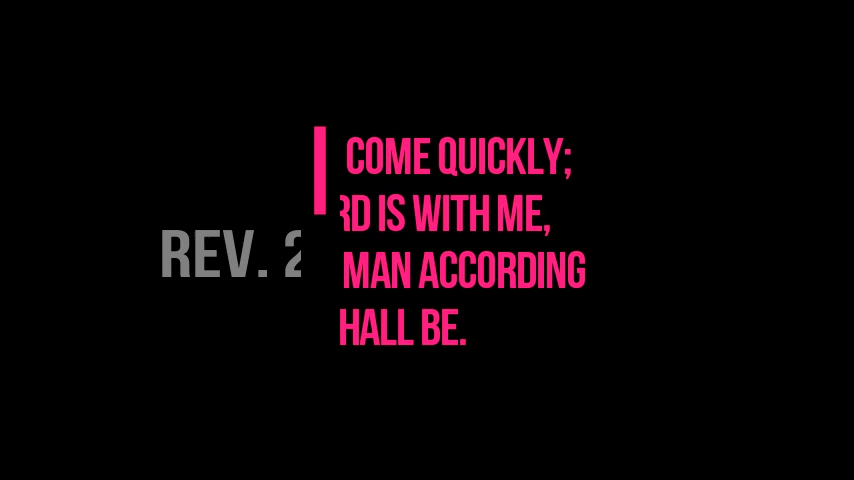 COME QUICKLY;
RD IS WITH ME,
REV. 2
MAN ACCORDING
HALL BE.